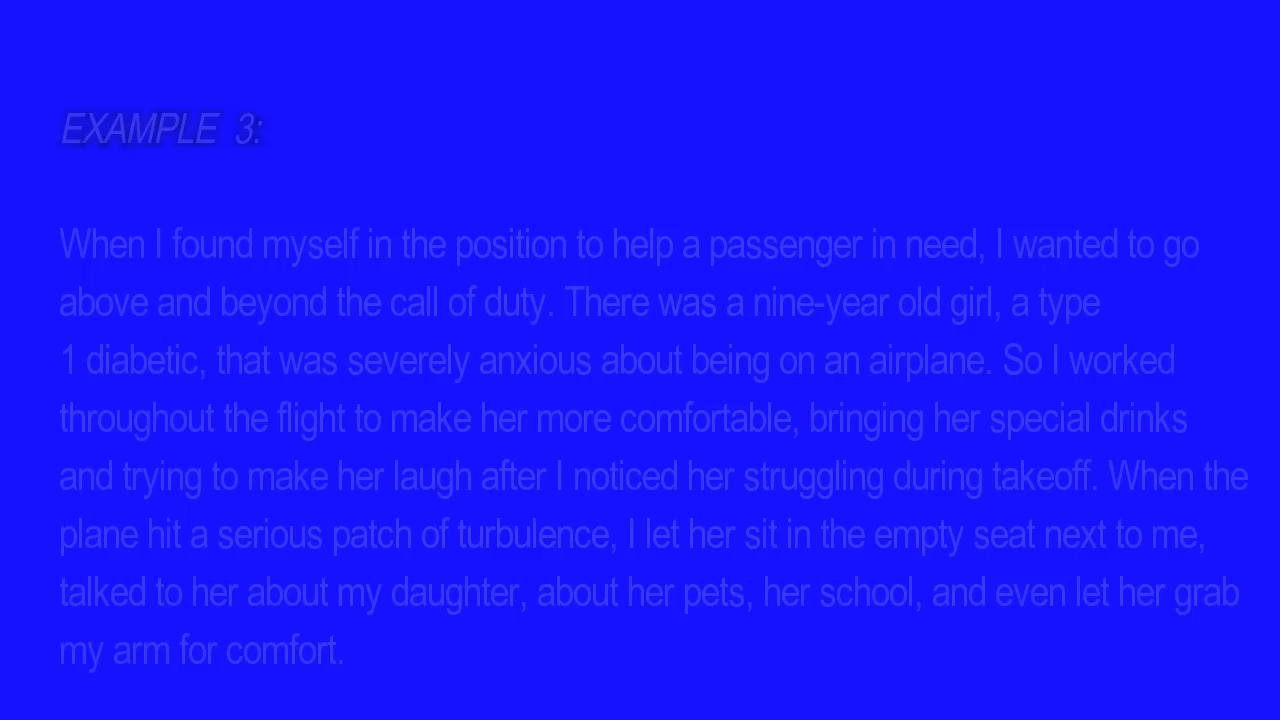 EXAMPLE 3:
When I found myself in the position to help a passenger in need, I wanted to go
above and beyond the call of duty. There was a nine-year old girl, a type
1 diabetic, that was severely anxious about being on an airplane. So I worked
throughout the flight to make her more comfortable, bringing her special drinks
and trying to make her laugh after I noticed her struggling during takeoff. When the
plane hit a serious patch of turbulence, I let her sit in the empty seat next to me,
talked to her about my daughter, about her pets, her school, and even let her grab
my arm for comfort.